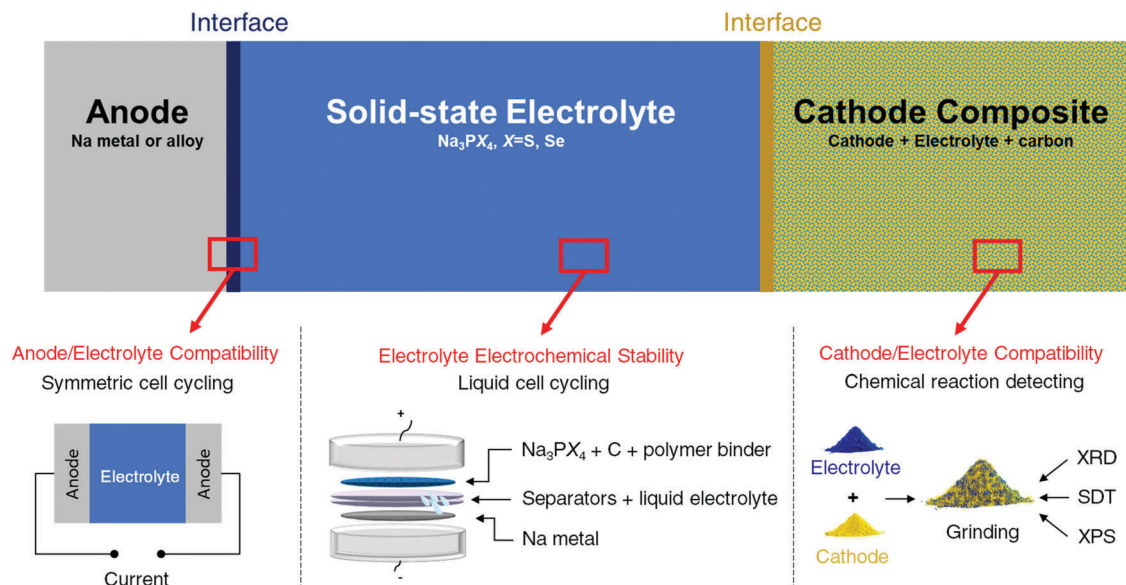 Interface
Interface
Anode
Na metal or alloy
Solid-state Electrolyte
Na₃PX₄, X=S, Se
Cathode Composite
Cathode + Electrolyte + carbon
Anode/Electrolyte Compatibility
Symmetric cell cycling
Anode
Electrolyte
Anode
Current
Electrolyte Electrochemical Stability
Liquid cell cycling
+
Na₃PX₄ + C + polymer binder
Separators + liquid electrolyte
Na metal
-
Cathode/Electrolyte Compatibility
Chemical reaction detecting
Electrolyte
+
Cathode
Grinding
XRD
SDT
XPS